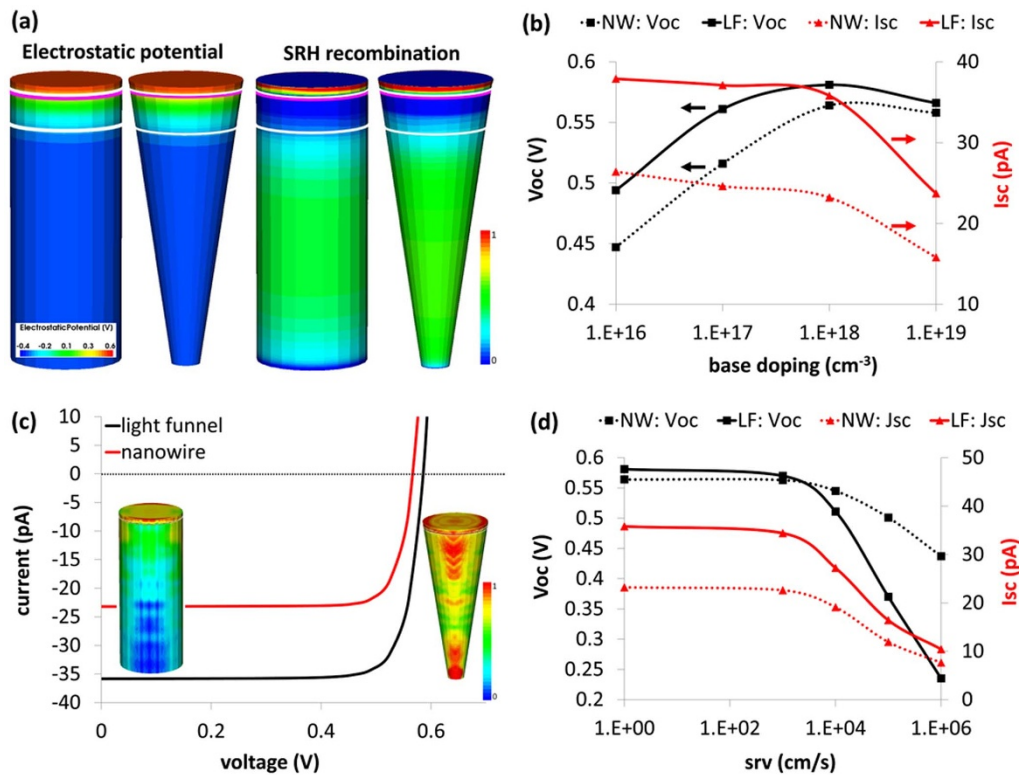 (a)
Electrostatic potential
SRH recombination
ElectrostaticPotential (V)
-0.4 -0.2 0.1 0.3 0.6
1
0
(b)
NW: Voc LF: Voc NW: Isc LF: Isc
0.6
0.55
0.5
0.45
0.4
Voc (V)
40
30
20
10
Isc (pA)
1.E+16 1.E+17 1.E+18 1.E+19
base doping (cm-3)
(c)
light funnel
nanowire
10
5
0
-5
-10
-15
-20
-25
-30
-35
-40
current (pA)
1
0
0 0.2 0.4 0.6
voltage (V)
(d)
NW: Voc LF: Voc NW: Jsc LF: Jsc
0.6
0.55
0.5
0.45
0.4
0.35
0.3
0.25
0.2
Voc (V)
50
40
30
20
10
0
Isc (pA)
1.E+00 1.E+02 1.E+04 1.E+06
srv (cm/s)